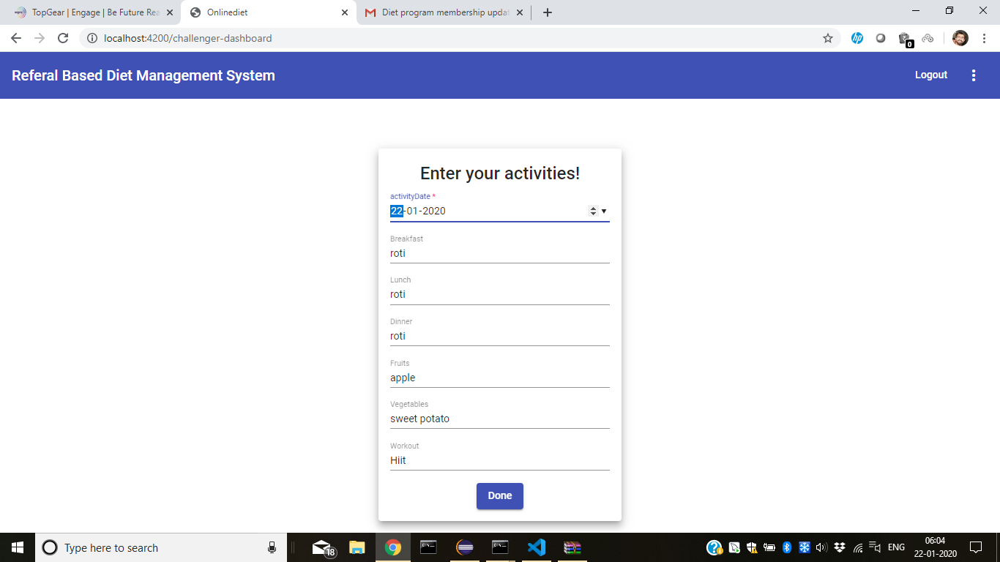 TopGear | Engage | Be Future Rea
Onlinediet
Diet program membership upda
localhost:4200/challenger-dashboard
0
Referal Based Diet Management System
Logout
Enter your activities!
activityDate *
22-01-2020
Breakfast
roti
Lunch
roti
Dinner
roti
Fruits
apple
Vegetables
sweet potato
Workout
Hiit
Done
Type here to search
18
ENG
06:04
22-01-2020